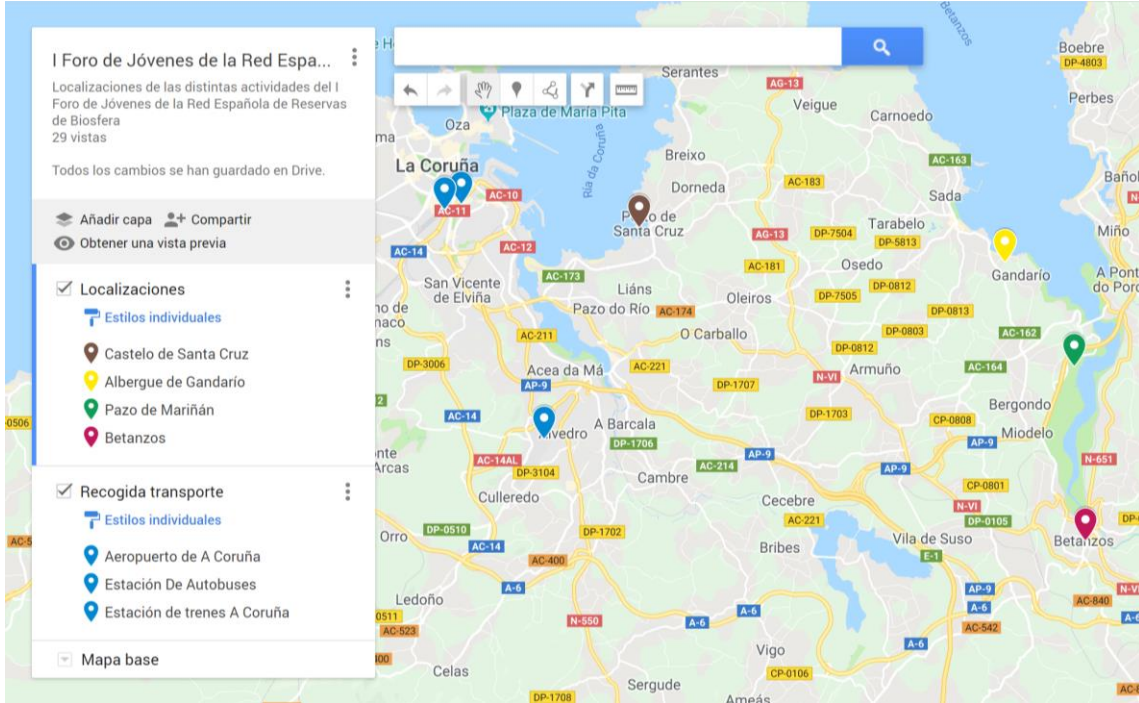 I Foro de Jóvenes de la Red Espa...
Localizaciones de las distintas actividades del I
Foro de Jóvenes de la Red Española de Reservas
de Biosfera
29 vistas
Todos los cambios se han guardado en Drive.
Añadir capa Compartir
Obtener una vista previa
Localizaciones
Estilos individuales
Castelo de Santa Cruz
Albergue de Gandarío
Pazo de Mariñán
Betanzos
Recogida transporte
Estilos individuales
Aeropuerto de A Coruña
Estación De Autobuses
Estación de trenes A Coruña
Mapa base
Betanzos
Boebre
DP-4803
Serantes
AG-13
Veigue
Perbes
Plaza de María Pita
Carnoedo
Oza
Ría da Coruña
La Coruña
Breixo
AC-163
Dorneda
AC-183
Sada
AC-10
AC-11
Santa Cruz
Tarabelo
Miño
AG-13
DP-7504
DP-5813
AC-14
AC-12
AC-181
Osedo
Gandarío
A Pont
do Porc
AC-173
San Vicente
de Elviña
Liáns
Oleiros
DP-0812
DP-7505
Pazo do Río
AC-174
DP-0813
O Carballo
DP-0803
AC-162
AC-211
DP-0812
DP-3006
Acea da Má
AC-221
N-VI
Armuño
AC-164
AP-9
DP-1707
Bergondo
AC-14
DP-1703
CP-0808
Miodelo
A Barcala
DP-1706
AP-9
AP-9
N-651
AC-14AL
AC-214
AP-9
DP-3104
Cambre
CP-0801
Culleredo
Cecebre
N-VI
DP-0510
DP-1702
AC-221
DP-0105
Orro
Vila de Suso
Betanzos
AC-14
Bribes
E-1
AC-400
A-6
AP-9
Ledoño
A-6
AC-840
N-550
A-6
A-6
AC-542
AC-523
A-6
Vigo
Celas
CP-0106
Sergude
DP-1708
Ameás